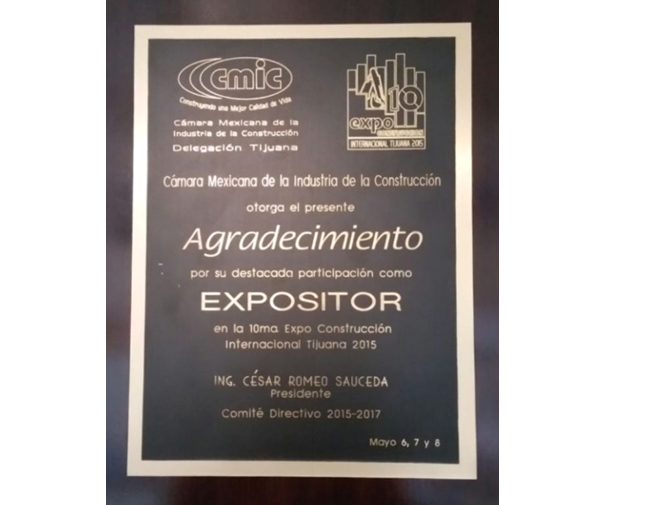 cmic
Construyendo una Mejor Calidad de Vida
Cámara Mexicana de la
Industria de la Construcción
Delegación Tijuana
10
expo
INTERNACIONAL TIJUANA 2015
Cámara Mexicana de la Industria de la Construcción
otorga el presente
Agradecimiento
por su destacada participación como
EXPOSITOR
en la 10ma. Expo Construcción
Internacional Tijuana 2015
ING. CÉSAR ROMEO SAUCEDA
Presidente
Comité Directivo 2015-2017
Mayo 6, 7 y 8